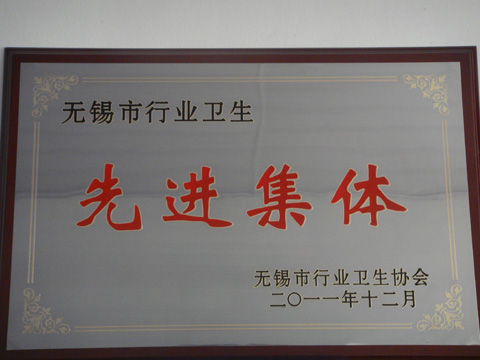 无锡市行业卫生
先进集体
无锡市行业卫生协会
二〇一一年十二月